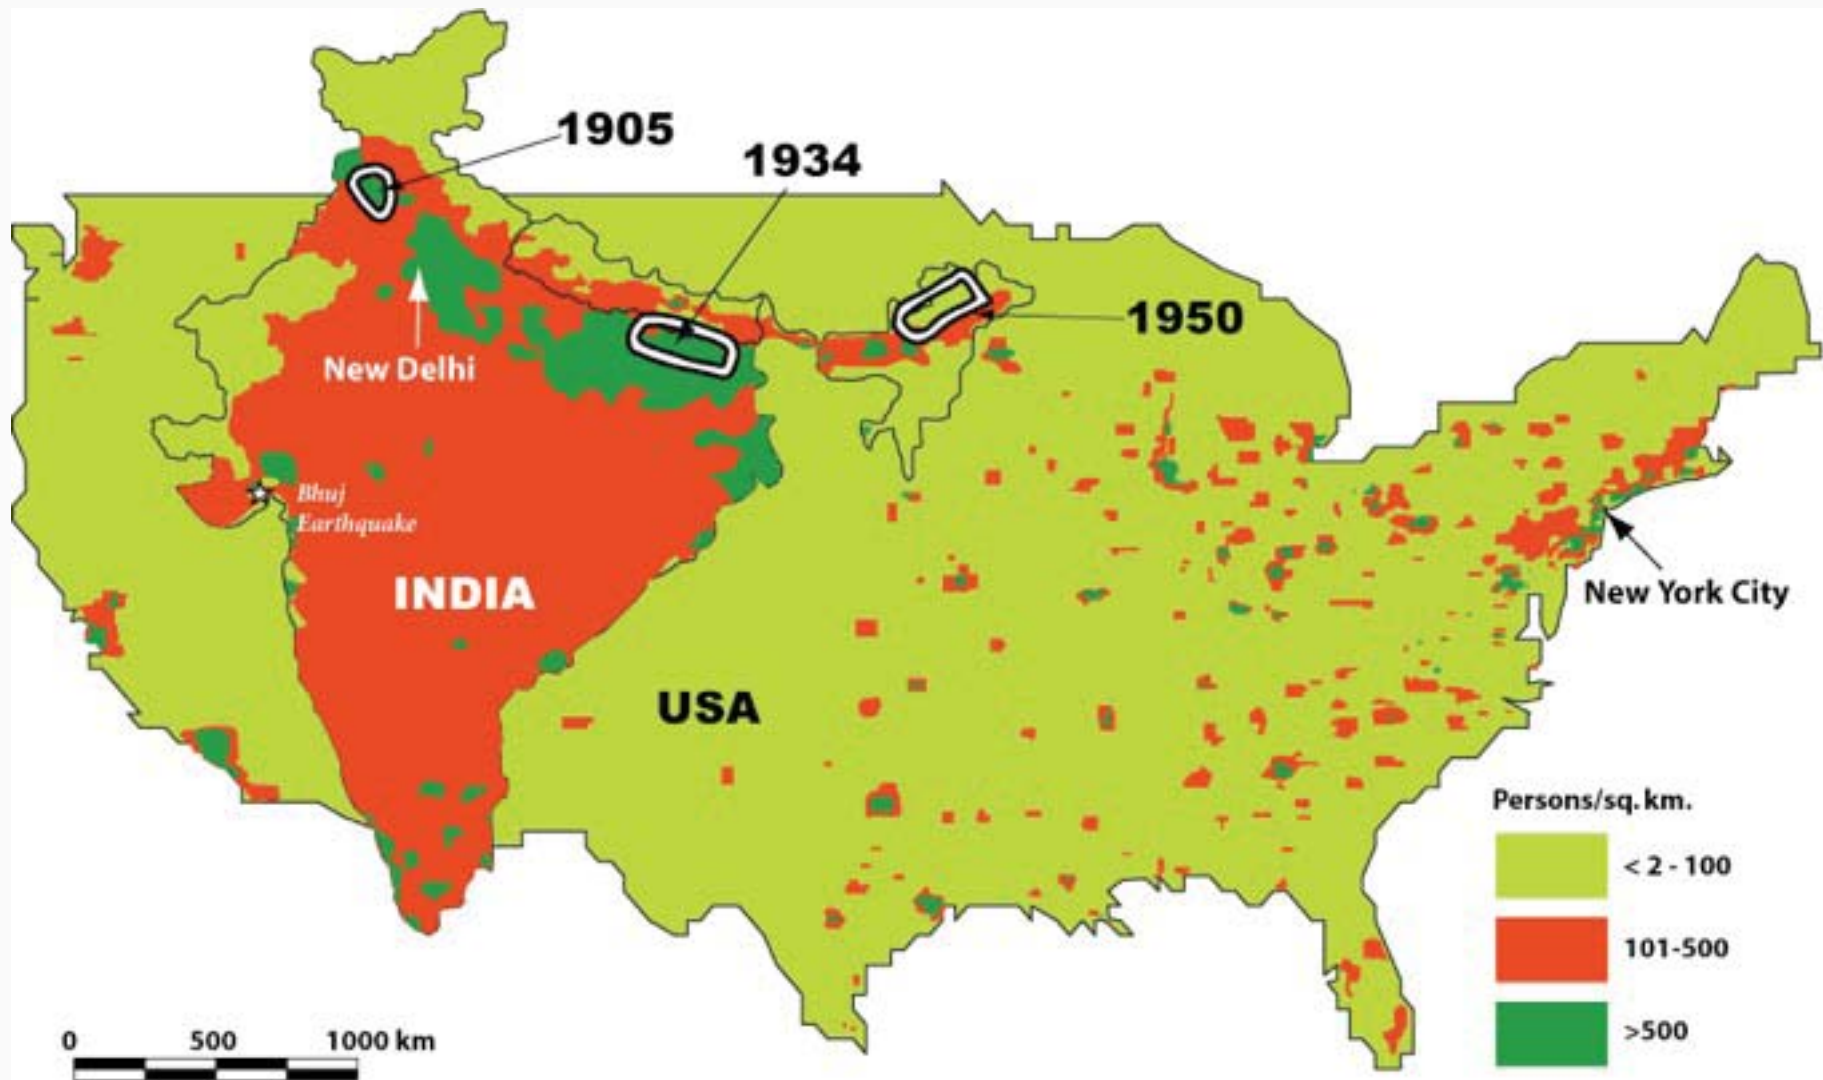 1905
1934
1950
New Delhi
Bhuj
Earthquake
INDIA
New York City
USA
Persons/sq. km.
< 2 - 100
101-500
>500
0 500 1000 km